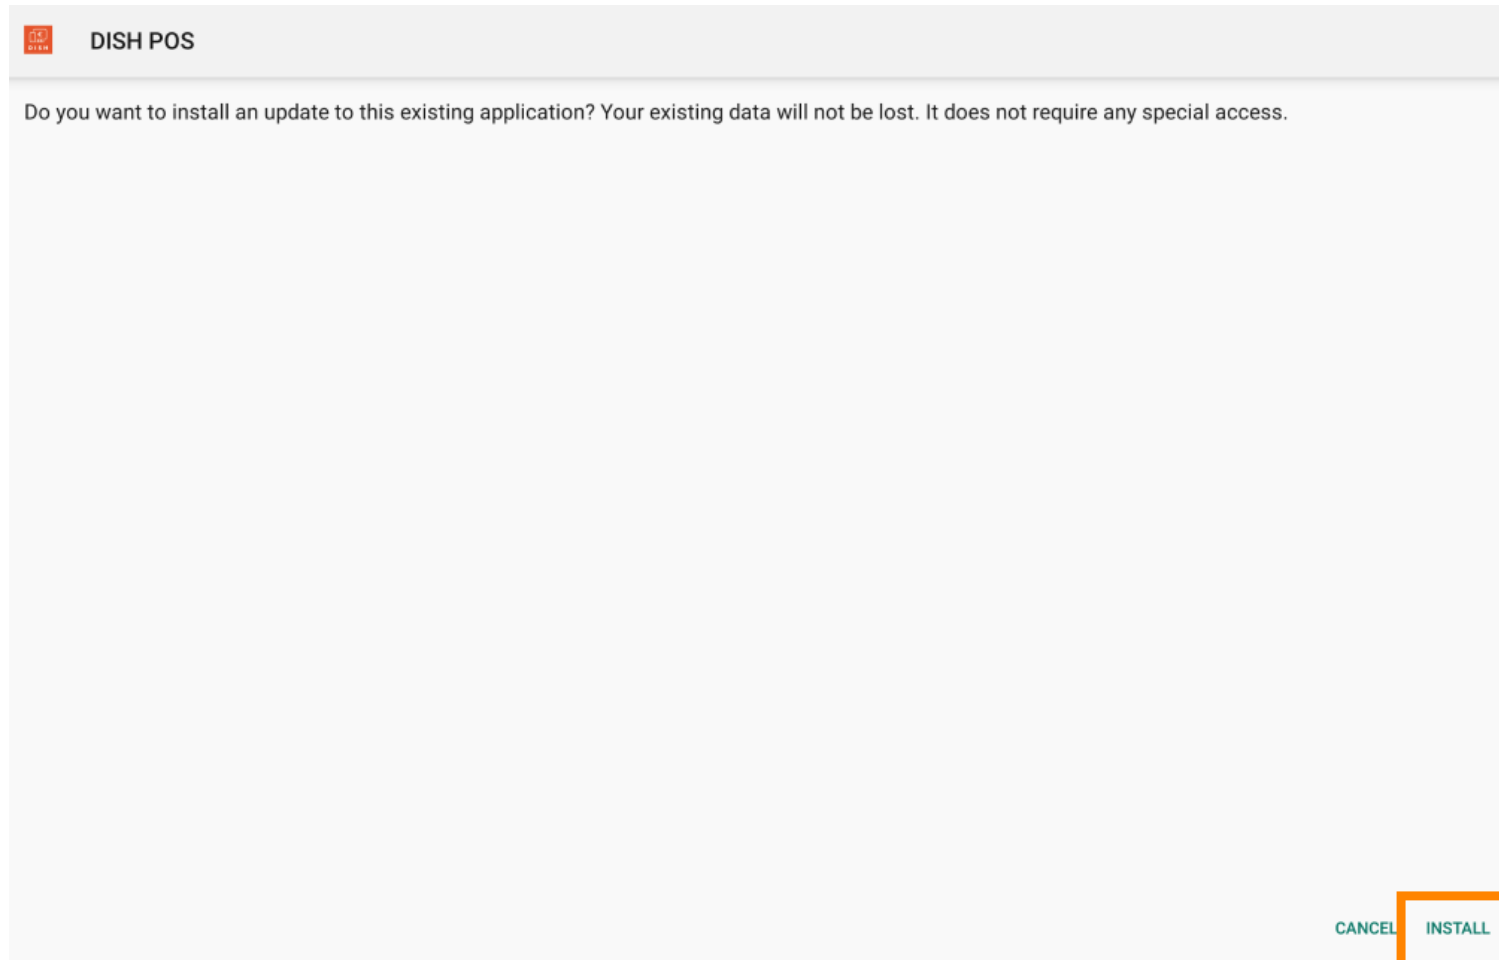 DISH
DISH POS
Do you want to install an update to this existing application? Your existing data will not be lost. It does not require any special access.
CANCEL
INSTALL